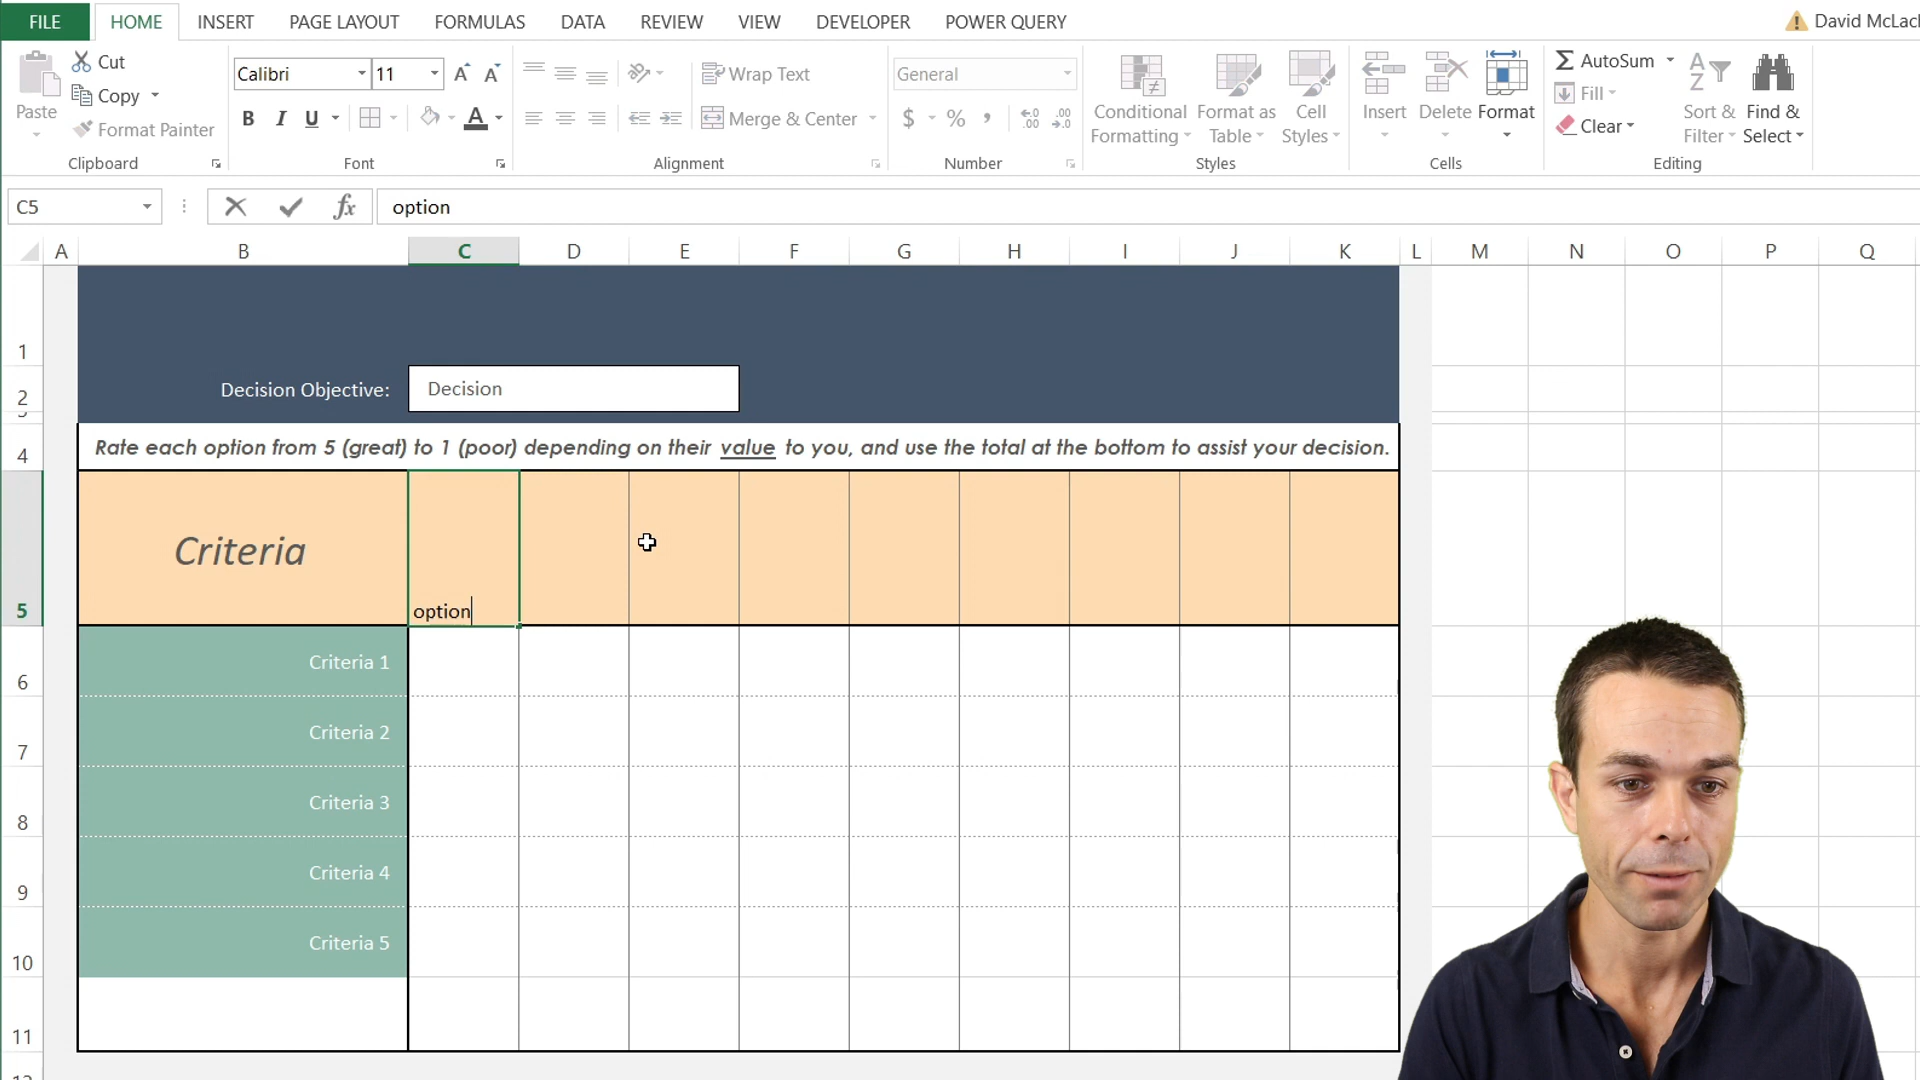 FILE HOME INSERT PAGE LAYOUT FORMULAS DATA REVIEW VIEW DEVELOPER POWER QUERY David McLac
Cut
Calibri 11 Wrap Text General AutoSum
Copy
Paste Conditional Format as Cell Insert Delete Format Fill Sort & Find &
Format Painter B I U A Merge & Center $ % , .00 Formatting Table Styles Clear Filter Select
Clipboard Font Alignment Number Styles Cells Editing
C5 fx option
A B C D E F G H I J K L M N O P Q
1
2 Decision Objective: Decision
4 Rate each option from 5 (great) to 1 (poor) depending on their value to you, and use the total at the bottom to assist your decision.
Criteria
5 option
6 Criteria 1
7 Criteria 2
8 Criteria 3
9 Criteria 4
10 Criteria 5
11